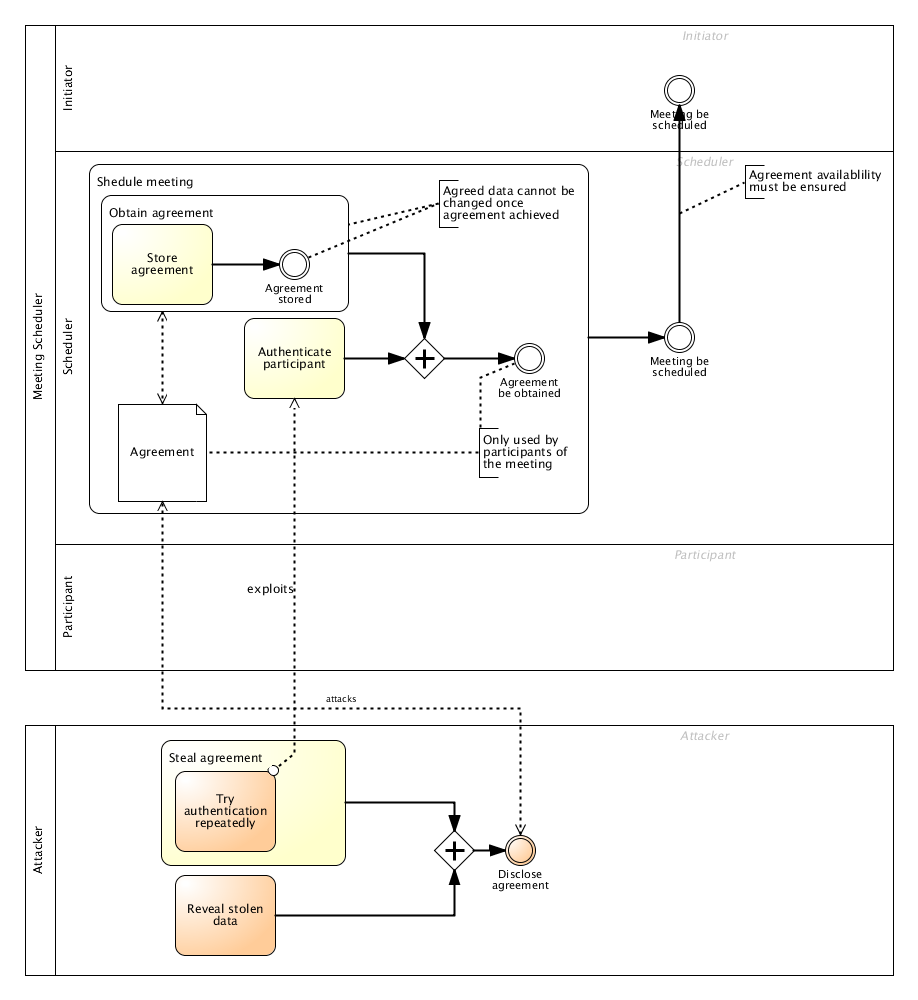 Initiator
Initiator
Meeting be
scheduled
Scheduler
Meeting Scheduler
Scheduler
Shedule meeting
Obtain agreement
Store
agreement
Agreement
stored
Agreed data cannot be
changed once
agreement achieved
Agreement availablility
must be ensured
Authenticate
participant
Agreement
be obtained
Meeting be
scheduled
Agreement
Only used by
participants of
the meeting
Participant
Participant
exploits
attacks
Attacker
Attacker
Steal agreement
Try
authentication
repeatedly
Disclose
agreement
Reveal stolen
data